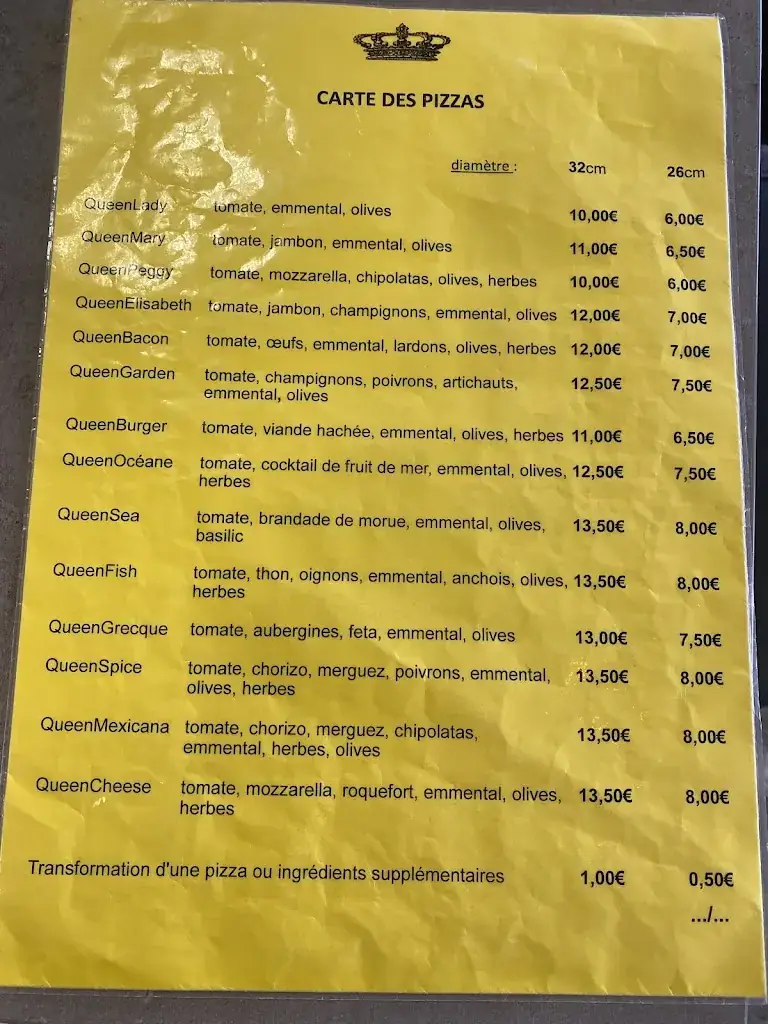 CARTE DES PIZZAS
diamètre : 32cm 26cm
QueenLady tomate, emmental, olives 10,00€ 6,00€
QueenMary tomate, jambon, emmental, olives 11,00€ 6,50€
QueenPeggy tomate, mozzarella, chipolatas, olives, herbes 10,00€ 6,00€
QueenElisabeth tomate, jambon, champignons, emmental, olives 12,00€ 7,00€
QueenBacon tomate, œufs, emmental, lardons, olives, herbes 12,00€ 7,00€
QueenGarden tomate, champignons, poivrons, artichauts, 12,50€ 7,50€
emmental, olives
QueenBurger tomate, viande hachée, emmental, olives, herbes 11,00€ 6,50€
QueenOcéane tomate, cocktail de fruit de mer, emmental, olives, 12,50€ 7,50€
herbes
QueenSea tomate, brandade de morue, emmental, olives, 13,50€ 8,00€
basilic
QueenFish tomate, thon, oignons, emmental, anchois, olives, 13,50€ 8,00€
herbes
QueenGrecque tomate, aubergines, feta, emmental, olives 13,00€ 7,50€
QueenSpice tomate, chorizo, merguez, poivrons, emmental, 13,50€ 8,00€
olives, herbes
QueenMexicana tomate, chorizo, merguez, chipolatas, 13,50€ 8,00€
emmental, herbes, olives
QueenCheese tomate, mozzarella, roquefort, emmental, olives, 13,50€ 8,00€
herbes
Transformation d'une pizza ou ingrédients supplémentaires 1,00€ 0,50€
.../...